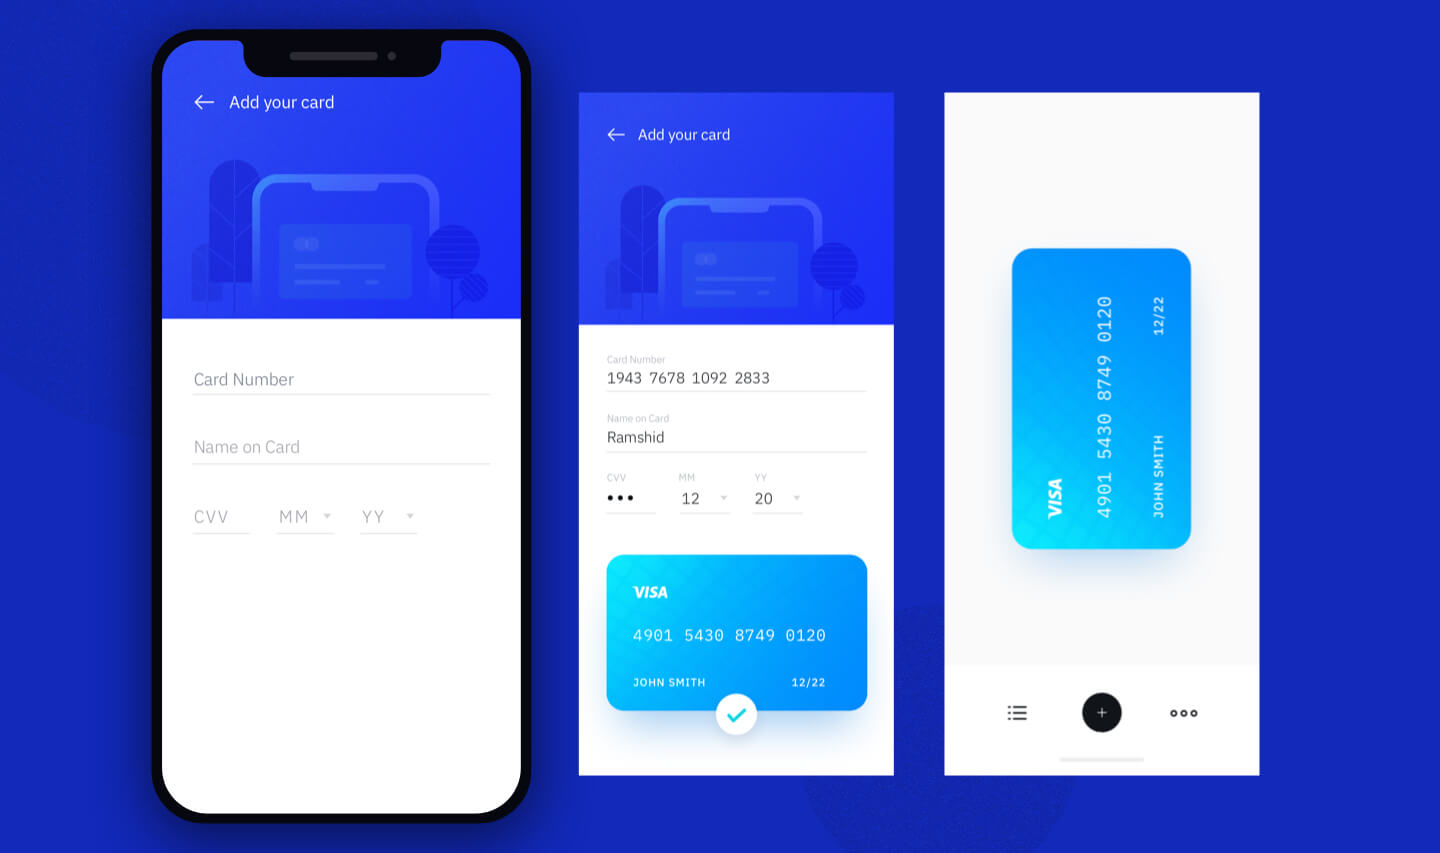 Add your card
Card Number
Name on Card
CVV MM YY
Add your card
Card Number
1943 7678 1092 2833
Name on Card
Ramshid
CVV MM YY
12 20
VISA
4901 5430 8749 0120
JOHN SMITH 12/22
VISA
4901 5430 8749 0120
JOHN SMITH 12/22